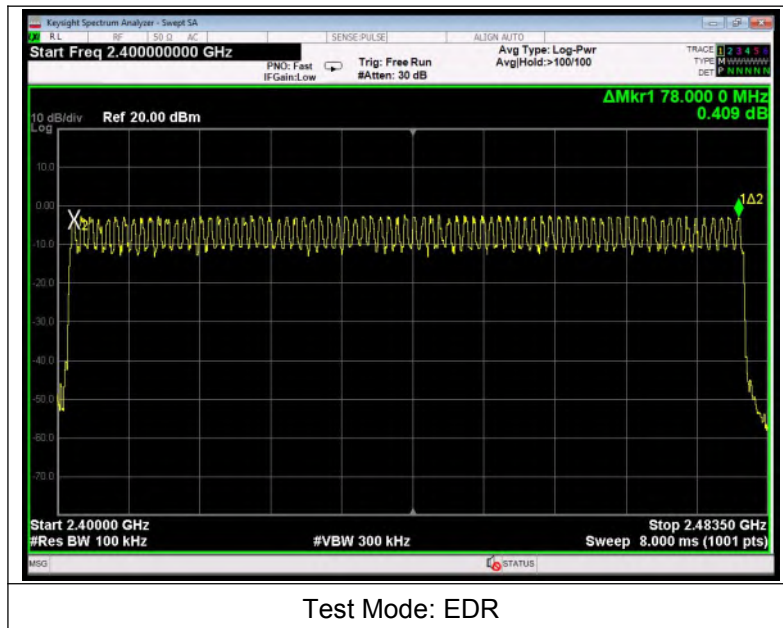 Keysight Spectrum Analyzer - Swept SA
RL RF 50 Ω AC SENSE:PULSE ALIGN AUTO
Start Freq 2.400000000 GHz
PNO: Fast
IFGain:Low
Trig: Free Run
#Atten: 30 dB
Avg Type: Log-Pwr
Avg|Hold:>100/100
TRACE 1 2 3 4 5 6
TYPE M WWWWW
DET P N N N N N
ΔMkr1 78.000 0 MHz
0.409 dB
10 dB/div Ref 20.00 dBm
Log
10.0
0.00
-10.0
-20.0
-30.0
-40.0
-50.0
-60.0
-70.0
X2
1Δ2
Start 2.40000 GHz Stop 2.48350 GHz
#Res BW 100 kHz #VBW 300 kHz Sweep 8.000 ms (1001 pts)
MSG STATUS
Test Mode: EDR